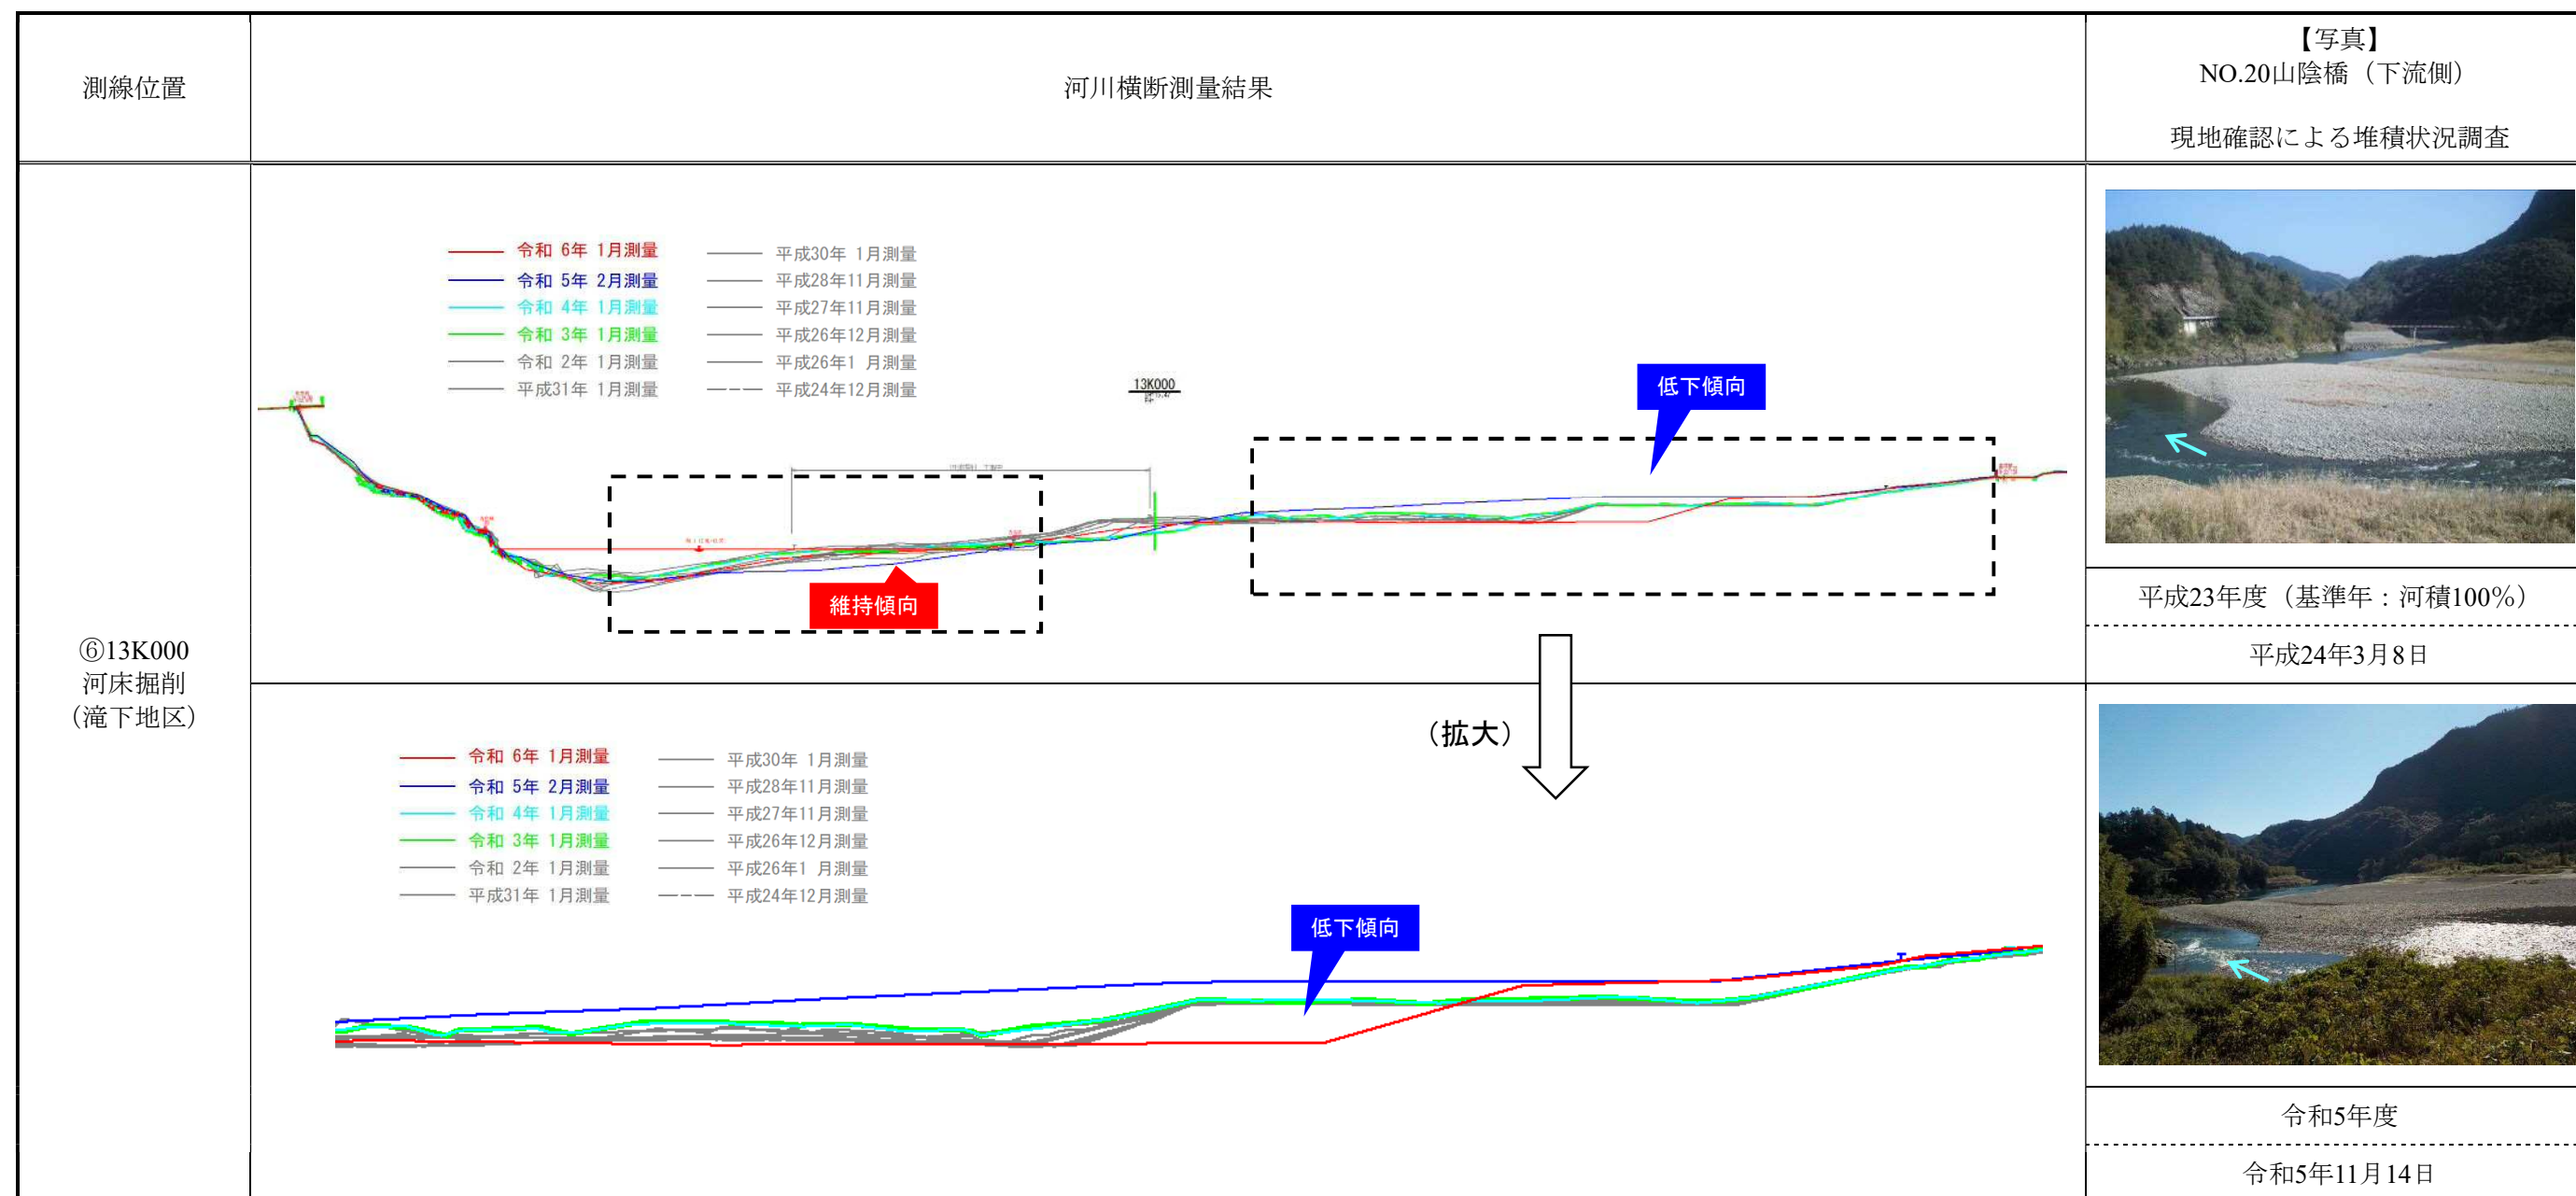 測線位置
河川横断測量結果
【写真】
NO.20山陰橋（下流側）
現地確認による堆積状況調査
⑥13K000
河床掘削
（滝下地区）
令和 6年 1月測量
令和 5年 2月測量
令和 4年 1月測量
令和 3年 1月測量
令和 2年 1月測量
平成31年 1月測量
平成30年 1月測量
平成28年11月測量
平成27年11月測量
平成26年12月測量
平成26年1 月測量
平成24年12月測量
13K000
低下傾向
維持傾向
平成23年度（基準年：河積100％）
平成24年3月8日
（拡大）
令和 6年 1月測量
令和 5年 2月測量
令和 4年 1月測量
令和 3年 1月測量
令和 2年 1月測量
平成31年 1月測量
平成30年 1月測量
平成28年11月測量
平成27年11月測量
平成26年12月測量
平成26年1 月測量
平成24年12月測量
低下傾向
令和5年度
令和5年11月14日